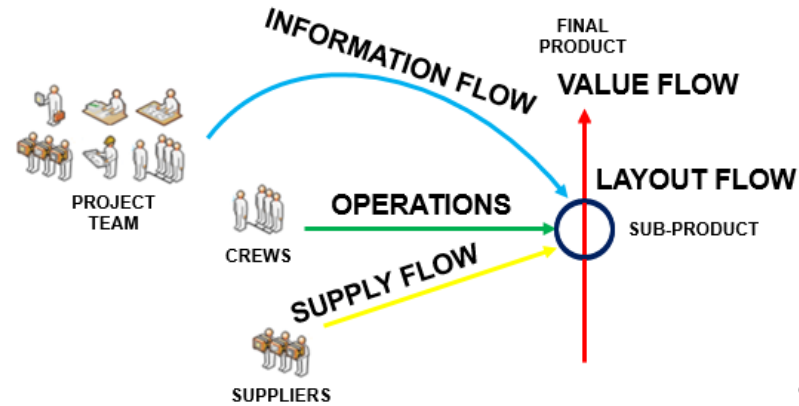 INFORMATION FLOW
FINAL
PRODUCT
VALUE FLOW
PROJECT
TEAM
LAYOUT FLOW
OPERATIONS
SUB-PRODUCT
CREWS
SUPPLY FLOW
SUPPLIERS